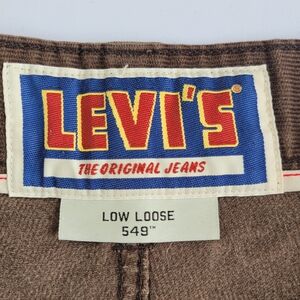 LEVI'S®
THE ORIGINAL JEANS
LOW LOOSE
549™